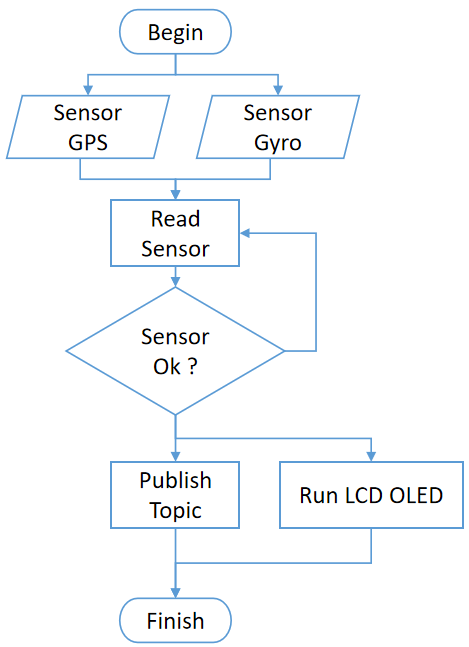 Begin
Sensor
GPS
Sensor
Gyro
Read
Sensor
Sensor
Ok ?
Publish
Topic
Run LCD OLED
Finish